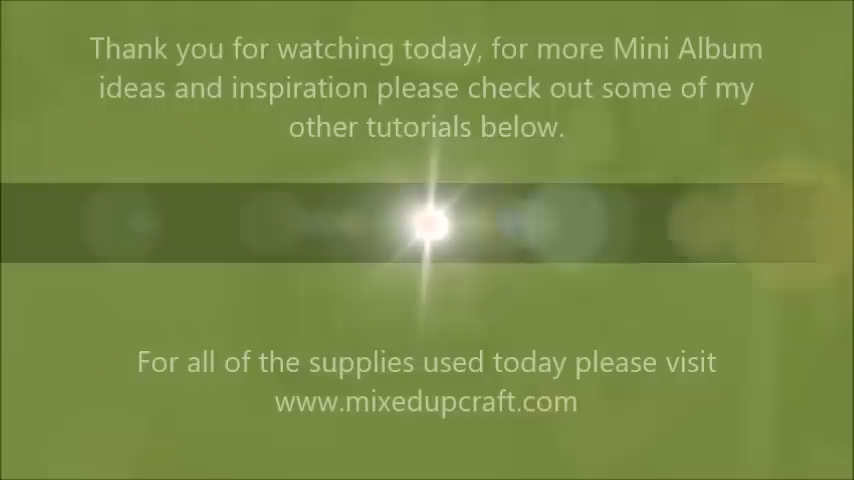 Thank you for watching today, for more Mini Album
ideas and inspiration please check out some of my
other tutorials below.
For all of the supplies used today please visit
www.mixedupcraft.com